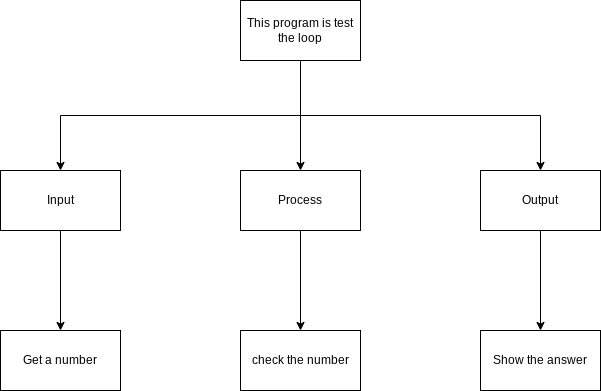 This program is test
the loop
Input
Process
Output
Get a number
check the number
Show the answer